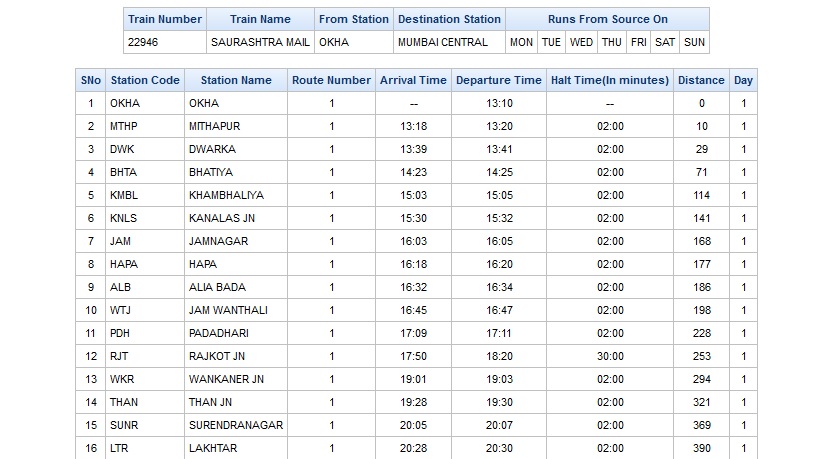 Train Number Train Name From Station Destination Station Runs From Source On
22946 SAURASHTRA MAIL OKHA MUMBAI CENTRAL MON TUE WED THU FRI SAT SUN
SNo Station Code Station Name Route Number Arrival Time Departure Time Halt Time(In minutes) Distance Day
1 OKHA OKHA 1 -- 13:10 -- 0 1
2 MTHP MITHAPUR 1 13:18 13:20 02:00 10 1
3 DWK DWARKA 1 13:39 13:41 02:00 29 1
4 BHTA BHATIYA 1 14:23 14:25 02:00 71 1
5 KMBL KHAMBHALIYA 1 15:03 15:05 02:00 114 1
6 KNLS KANALAS JN 1 15:30 15:32 02:00 141 1
7 JAM JAMNAGAR 1 16:03 16:05 02:00 168 1
8 HAPA HAPA 1 16:18 16:20 02:00 177 1
9 ALB ALIA BADA 1 16:32 16:34 02:00 186 1
10 WTJ JAM WANTHALI 1 16:45 16:47 02:00 198 1
11 PDH PADADHARI 1 17:09 17:11 02:00 228 1
12 RJT RAJKOT JN 1 17:50 18:20 30:00 253 1
13 WKR WANKANER JN 1 19:01 19:03 02:00 294 1
14 THAN THAN JN 1 19:28 19:30 02:00 321 1
15 SUNR SURENDRANAGAR 1 20:05 20:07 02:00 369 1
16 LTR LAKHTAR 1 20:28 20:30 02:00 390 1